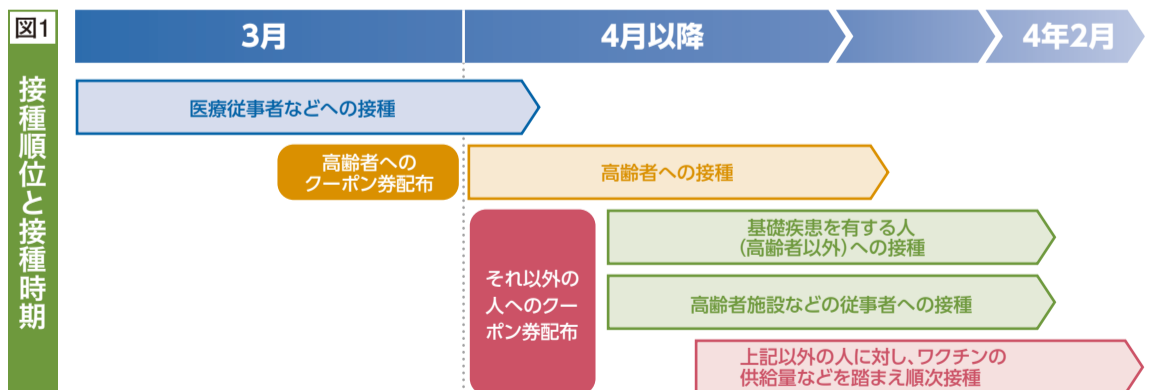 図1
接種順位と接種時期
3月
4月以降
4年2月
医療従事者などへの接種
高齢者への
クーポン券配布
高齢者への接種
それ以外の
人へのクー
ポン券配布
基礎疾患を有する人
(高齢者以外)への接種
高齢者施設などの従事者への接種
上記以外の人に対し、ワクチンの
供給量などを踏まえ順次接種